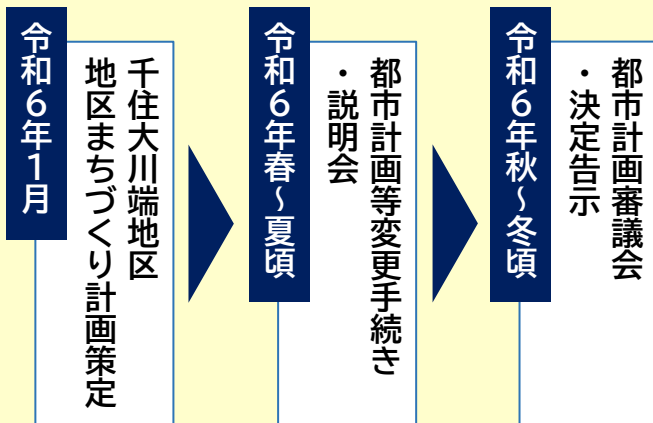 令和６年１月
千住大川端地区
地区まちづくり計画策定
令和６年春～夏頃
都市計画等変更手続き
・説明会
令和６年秋～冬頃
都市計画審議会
・決定告示